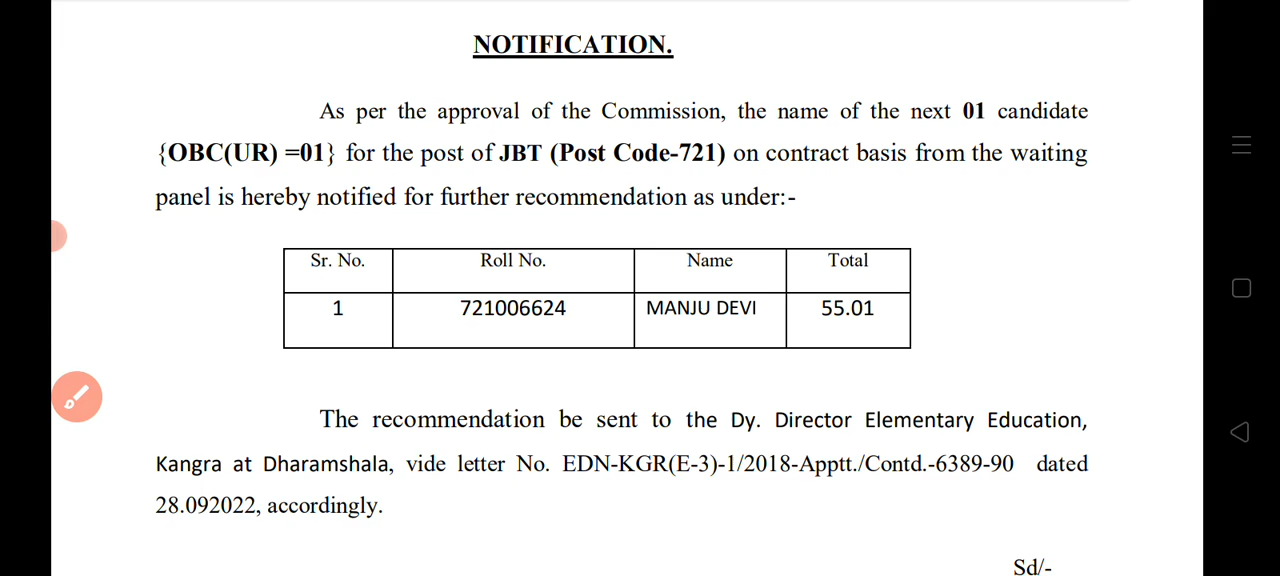 NOTIFICATION.
As per the approval of the Commission, the name of the next 01 candidate
{OBC(UR) =01} for the post of JBT (Post Code-721) on contract basis from the waiting
panel is hereby notified for further recommendation as under:-
Sr. No. Roll No. Name Total
1 721006624 MANJU DEVI 55.01
The recommendation be sent to the Dy. Director Elementary Education,
Kangra at Dharamshala, vide letter No. EDN-KGR(E-3)-1/2018-Apptt./Contd.-6389-90 dated
28.092022, accordingly.
Sd/-